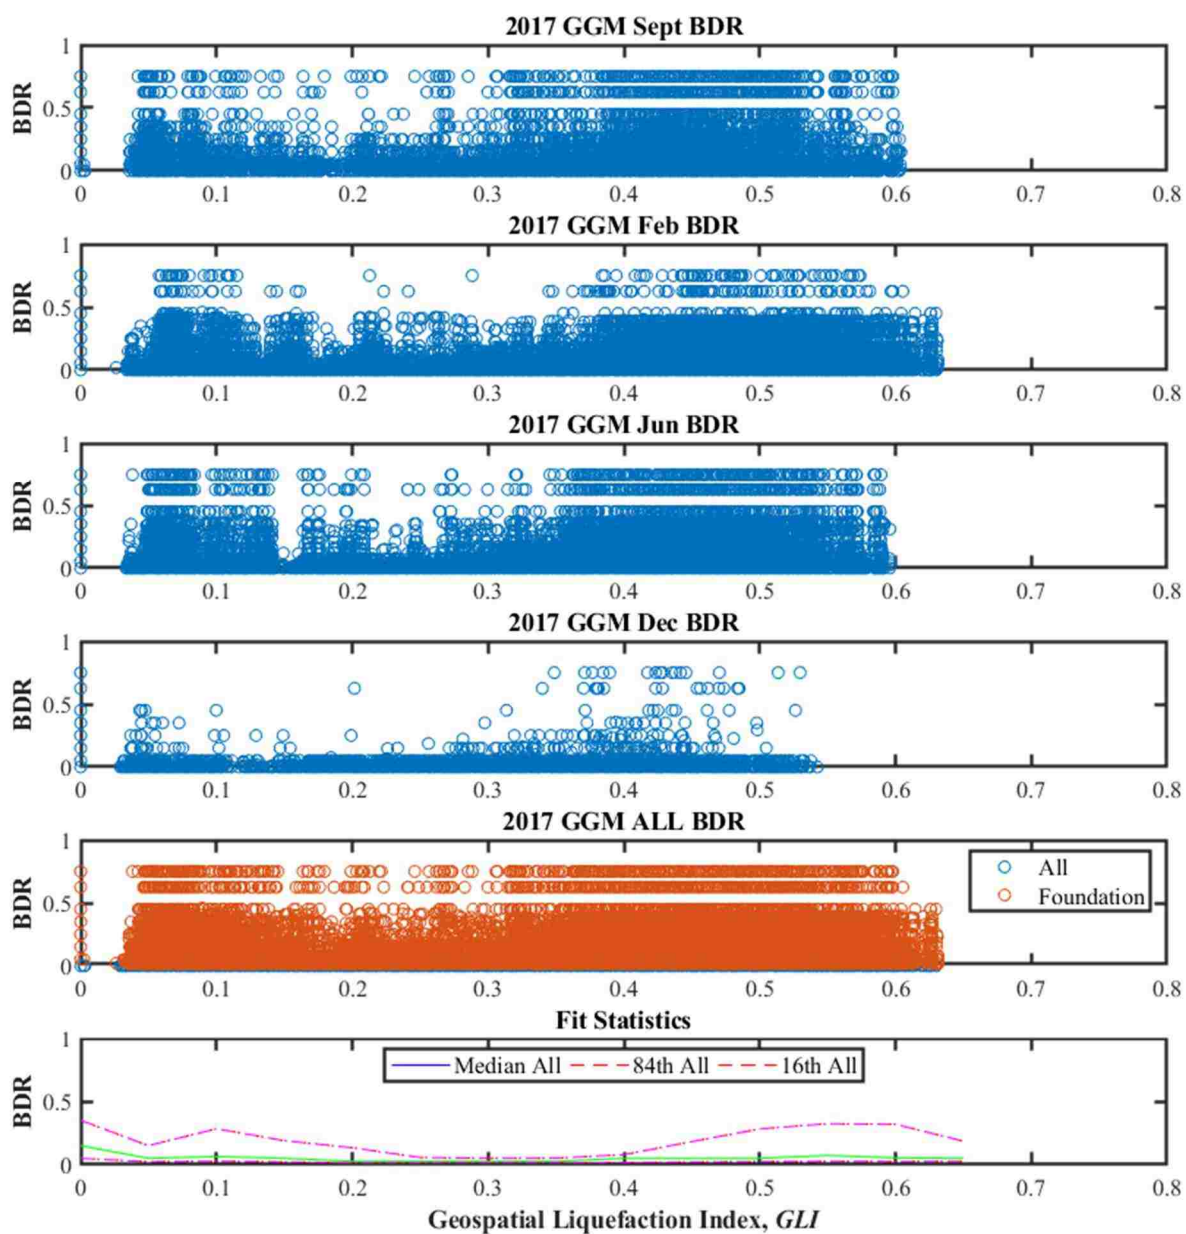 2017 GGM Sept BDR
1
BDR
0.5
0
0 0.1 0.2 0.3 0.4 0.5 0.6 0.7 0.8
2017 GGM Feb BDR
1
BDR
0.5
0
0 0.1 0.2 0.3 0.4 0.5 0.6 0.7 0.8
2017 GGM Jun BDR
1
BDR
0.5
0
0 0.1 0.2 0.3 0.4 0.5 0.6 0.7 0.8
2017 GGM Dec BDR
1
BDR
0.5
0
0 0.1 0.2 0.3 0.4 0.5 0.6 0.7 0.8
2017 GGM ALL BDR
1
All
Foundation
BDR
0.5
0
0 0.1 0.2 0.3 0.4 0.5 0.6 0.7 0.8
Fit Statistics
1
Median All 84th All 16th All
BDR
0.5
0
0 0.1 0.2 0.3 0.4 0.5 0.6 0.7 0.8
Geospatial Liquefaction Index, GLI